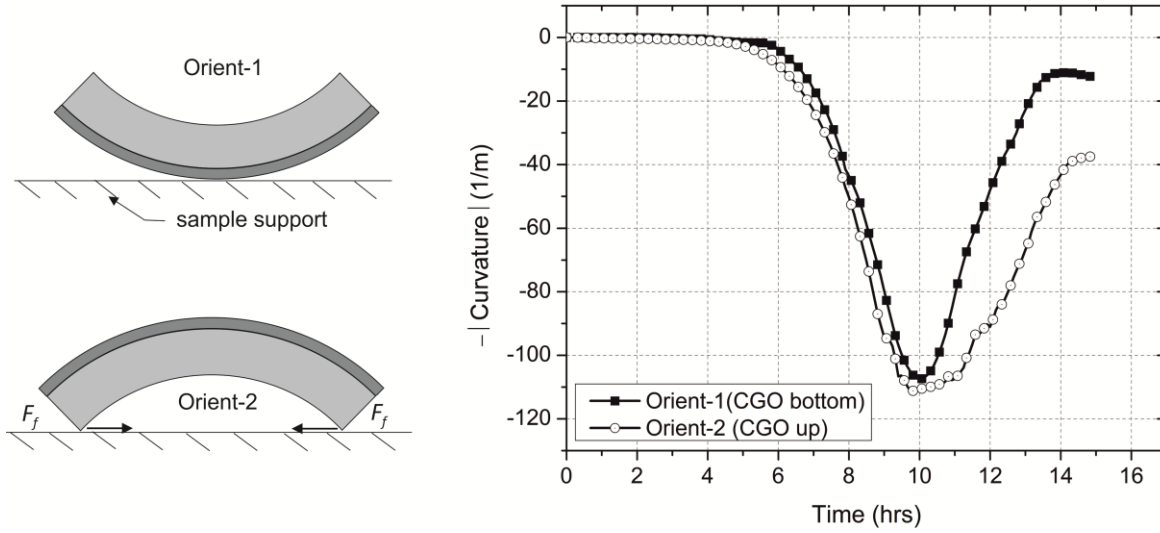 Orient-1
sample support
Orient-2
F_f
F_f
0
-20
-40
-60
-80
-100
-120
−|Curvature| (1/m)
Orient-1(CGO bottom)
Orient-2 (CGO up)
0 2 4 6 8 10 12 14 16
Time (hrs)